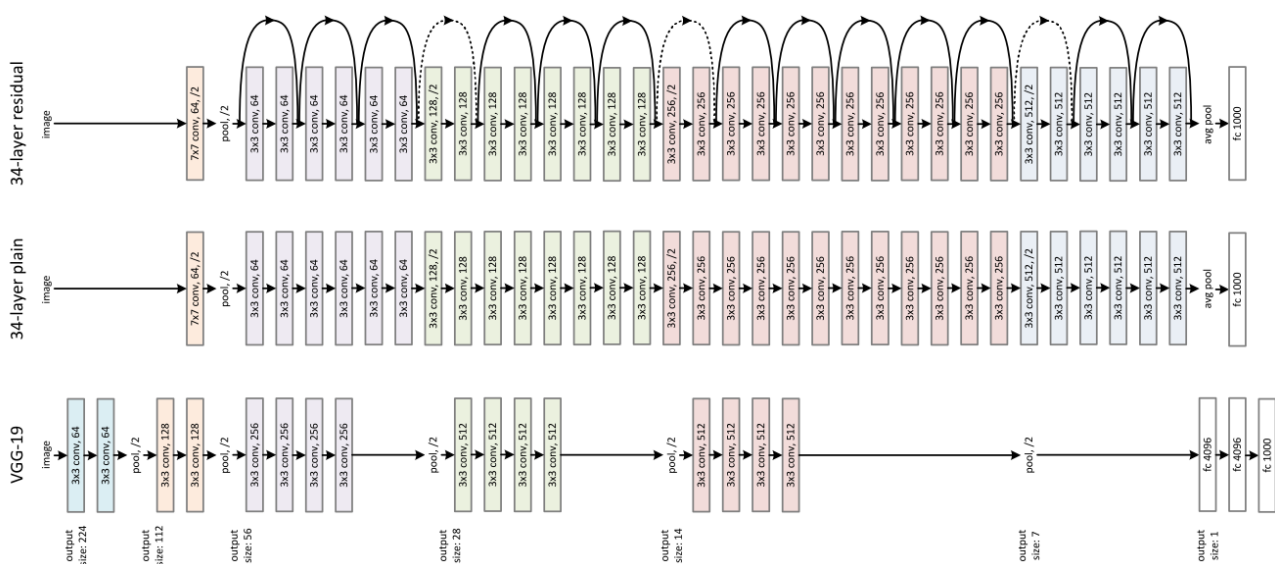 34-layer residual
image
7x7 conv, 64, /2
pool, /2
3x3 conv, 64
3x3 conv, 64
3x3 conv, 64
3x3 conv, 64
3x3 conv, 64
3x3 conv, 64
3x3 conv, 128, /2
3x3 conv, 128
3x3 conv, 128
3x3 conv, 128
3x3 conv, 128
3x3 conv, 128
3x3 conv, 128
3x3 conv, 128
3x3 conv, 256, /2
3x3 conv, 256
3x3 conv, 256
3x3 conv, 256
3x3 conv, 256
3x3 conv, 256
3x3 conv, 256
3x3 conv, 256
3x3 conv, 256
3x3 conv, 256
3x3 conv, 256
3x3 conv, 256
3x3 conv, 512, /2
3x3 conv, 512
3x3 conv, 512
3x3 conv, 512
3x3 conv, 512
3x3 conv, 512
avg pool
fc 1000
34-layer plain
image
7x7 conv, 64, /2
pool, /2
3x3 conv, 64
3x3 conv, 64
3x3 conv, 64
3x3 conv, 64
3x3 conv, 64
3x3 conv, 64
3x3 conv, 128, /2
3x3 conv, 128
3x3 conv, 128
3x3 conv, 128
3x3 conv, 128
3x3 conv, 128
3x3 conv, 128
3x3 conv, 128
3x3 conv, 256, /2
3x3 conv, 256
3x3 conv, 256
3x3 conv, 256
3x3 conv, 256
3x3 conv, 256
3x3 conv, 256
3x3 conv, 256
3x3 conv, 256
3x3 conv, 256
3x3 conv, 256
3x3 conv, 256
3x3 conv, 512, /2
3x3 conv, 512
3x3 conv, 512
3x3 conv, 512
3x3 conv, 512
3x3 conv, 512
avg pool
fc 1000
VGG-19
image
3x3 conv, 64
3x3 conv, 64
pool, /2
3x3 conv, 128
3x3 conv, 128
pool, /2
3x3 conv, 256
3x3 conv, 256
3x3 conv, 256
3x3 conv, 256
pool, /2
3x3 conv, 512
3x3 conv, 512
3x3 conv, 512
3x3 conv, 512
pool, /2
3x3 conv, 512
3x3 conv, 512
3x3 conv, 512
3x3 conv, 512
pool, /2
fc 4096
fc 4096
fc 1000
output
size: 224
output
size: 112
output
size: 56
output
size: 28
output
size: 14
output
size: 7
output
size: 1